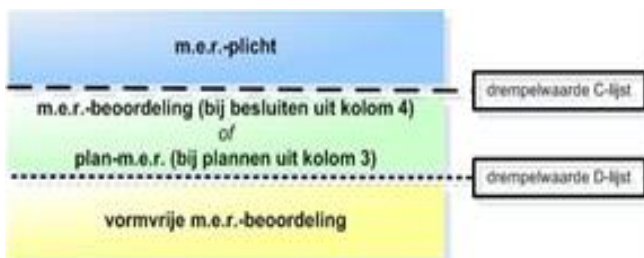 m.e.r.-plicht
drempelwaarde C-lijst
m.e.r.-beoordeling (bij besluiten uit kolom 4)
of
plan-m.e.r. (bij plannen uit kolom 3)
drempelwaarde D-lijst
vormvrije m.e.r.-beoordeling